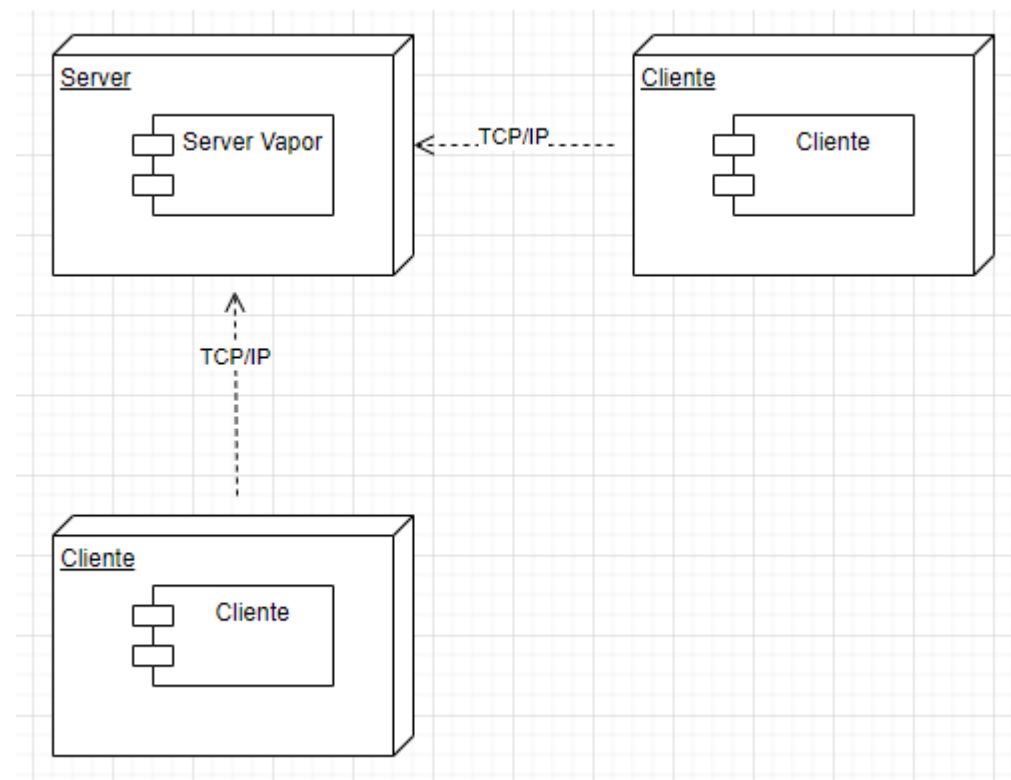 Server
Server Vapor
TCP/IP
Cliente
Cliente
TCP/IP
Cliente
Cliente